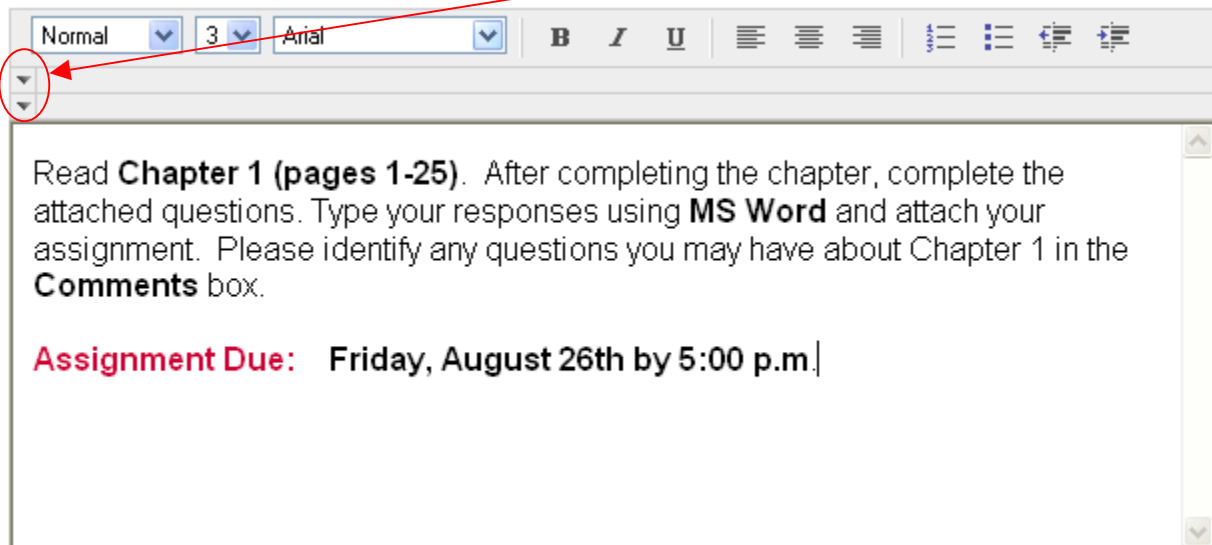 Normal 3 Arial B I U
Read Chapter 1 (pages 1-25).  After completing the chapter, complete the
attached questions. Type your responses using MS Word and attach your
assignment.  Please identify any questions you may have about Chapter 1 in the
Comments box.
Assignment Due:   Friday, August 26th by 5:00 p.m.